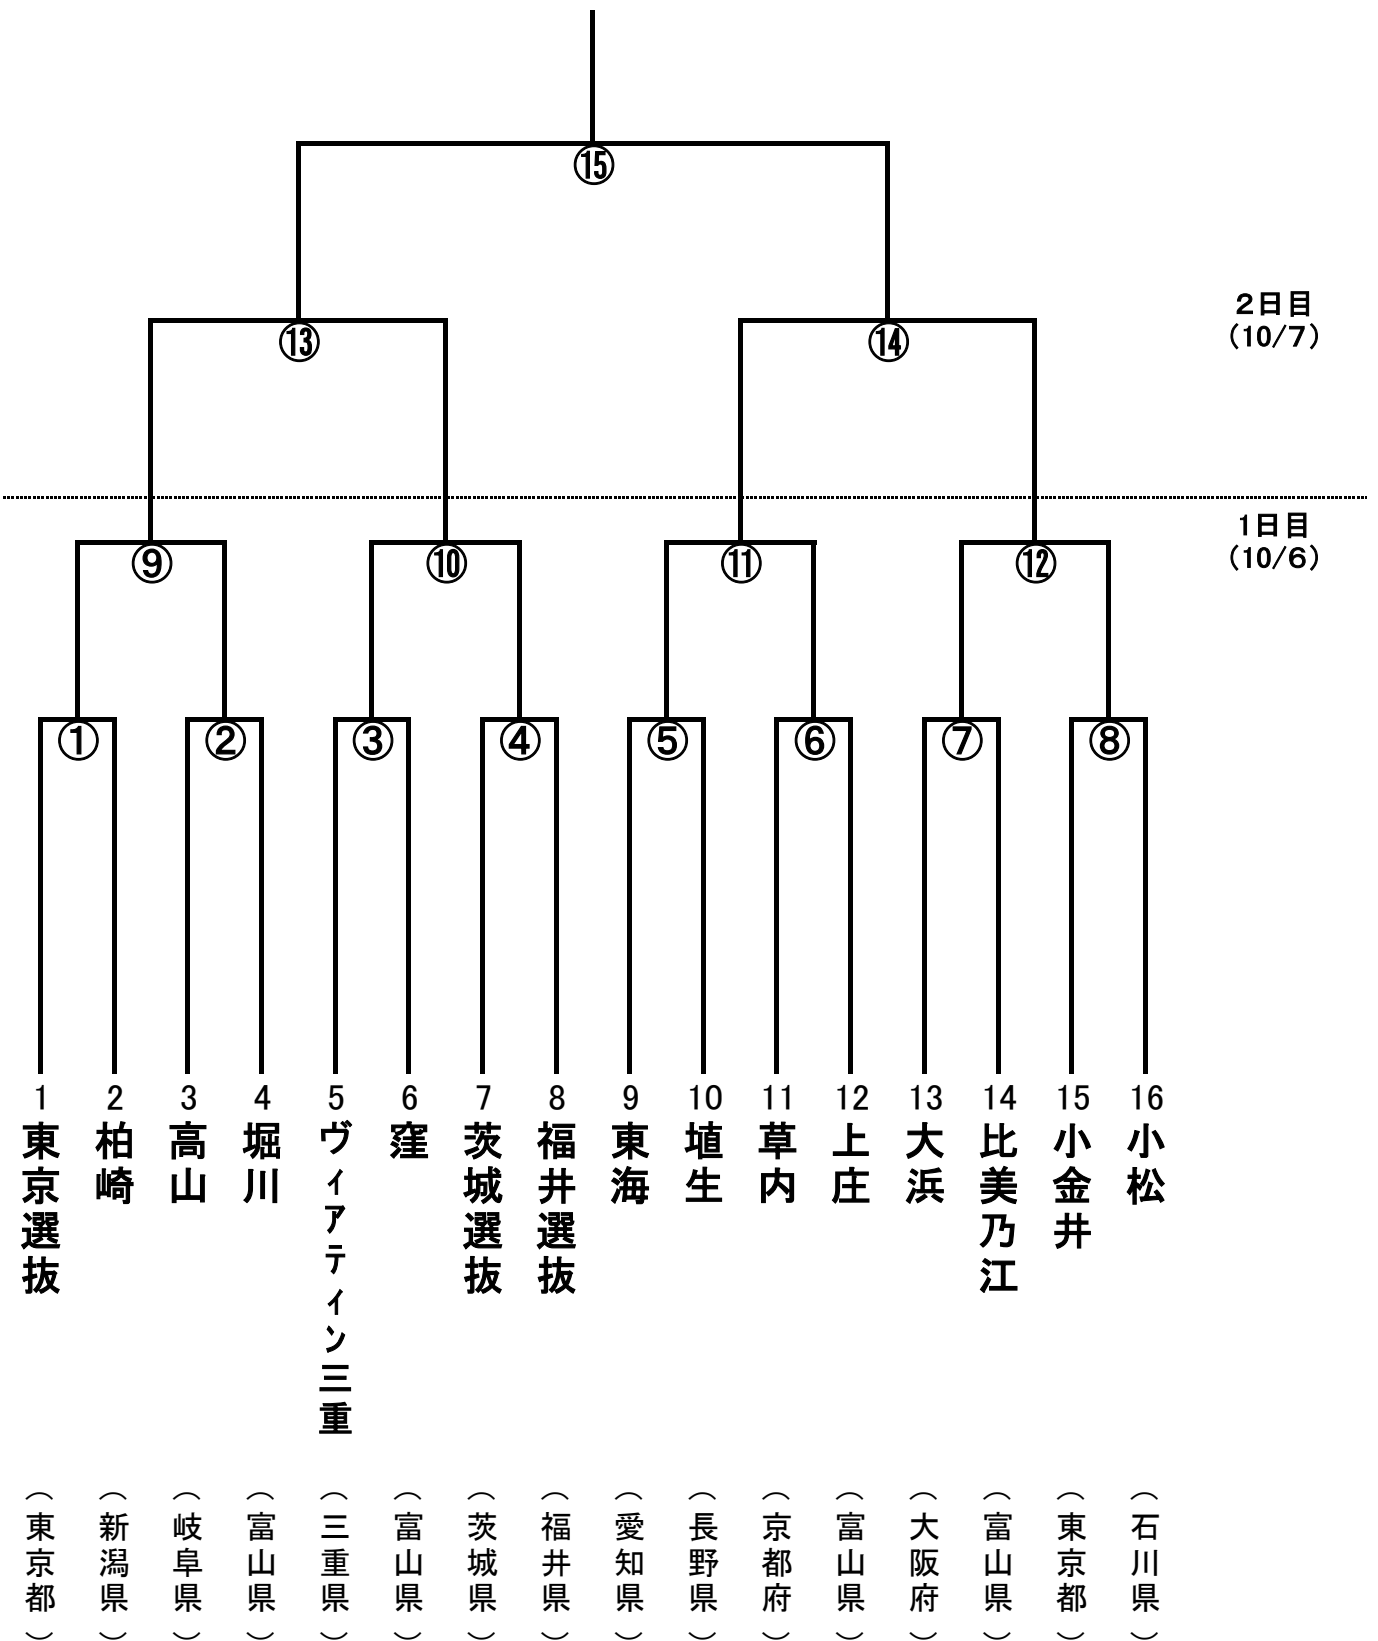 ⑮
2日目
(10/7)
⑬
⑭
1日目
(10/6)
⑨
⑩
⑪
⑫
①
②
③
④
⑤
⑥
⑦
⑧
1
2
3
4
5
6
7
8
9
10
11
12
13
14
15
16
東京選抜
柏崎
高山
堀川
ヴィアティン三重
窪
茨城選抜
福井選抜
東海
埴生
草内
上庄
大浜
比美乃江
小金井
小松
（東京都）
（新潟県）
（岐阜県）
（富山県）
（三重県）
（富山県）
（茨城県）
（福井県）
（愛知県）
（長野県）
（京都府）
（富山県）
（大阪府）
（富山県）
（東京都）
（石川県）